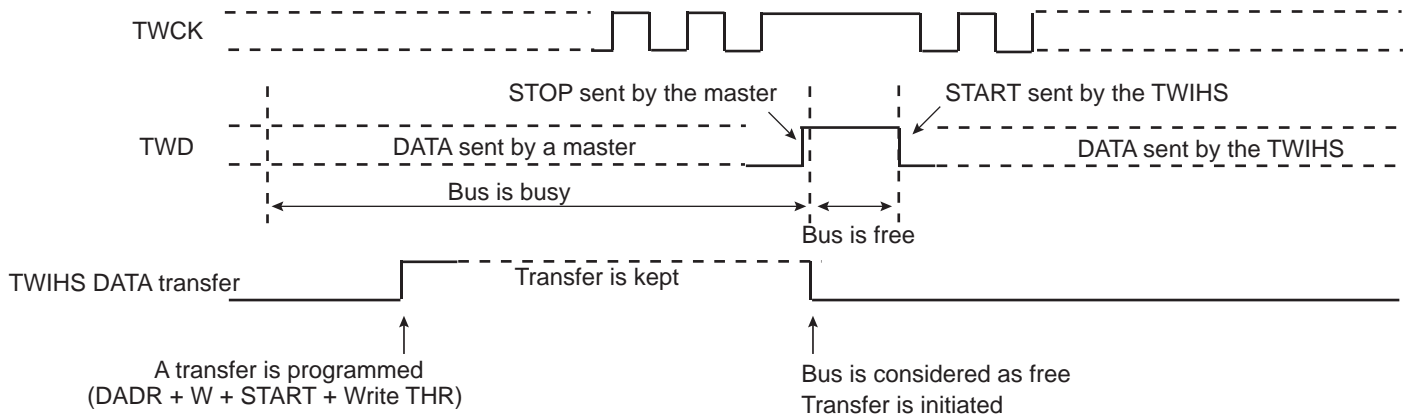 TWCK
STOP sent by the master
START sent by the TWIHS
TWD
DATA sent by a master
DATA sent by the TWIHS
Bus is busy
Bus is free
TWIHS DATA transfer
Transfer is kept
A transfer is programmed
(DADR + W + START + Write THR)
Bus is considered as free
Transfer is initiated